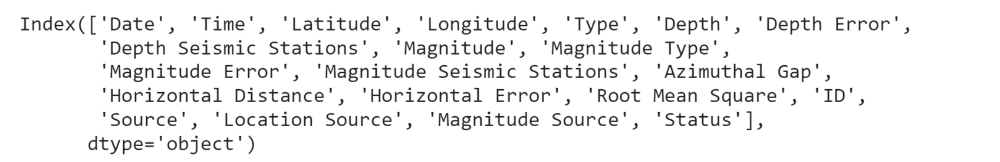 Index(['Date', 'Time', 'Latitude', 'Longitude', 'Type', 'Depth', 'Depth Error',
       'Depth Seismic Stations', 'Magnitude', 'Magnitude Type',
       'Magnitude Error', 'Magnitude Seismic Stations', 'Azimuthal Gap',
       'Horizontal Distance', 'Horizontal Error', 'Root Mean Square', 'ID',
       'Source', 'Location Source', 'Magnitude Source', 'Status'],
      dtype='object')